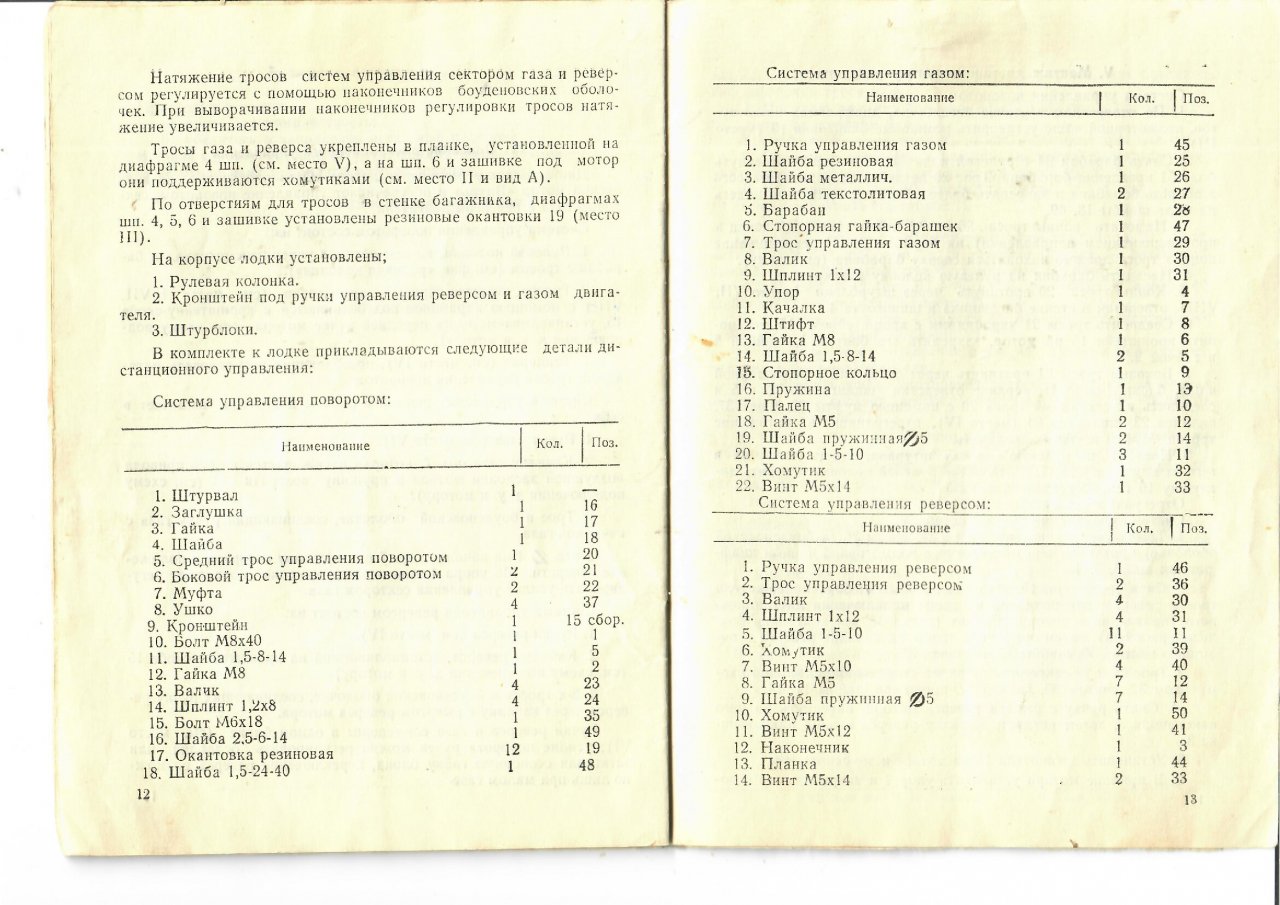 Натяжение тросов систем управления сектором газа и ревер-
сом регулируется с помощью наконечников боуденовских оболо-
чек. При выворачивании наконечников регулировки тросов натя-
жение увеличивается.
Тросы газа и реверса укреплены в планке, установленной на
диафрагме 4 шп. (см. место V), а на шп. 6 и зашивке под мотор
они поддерживаются хомутиками (см. место II и вид А).
По отверстиям для тросов в стенке багажника, диафрагмах
шп. 4, 5, 6 и зашивке установлены резиновые окантовки 19 (место
III).
На корпусе лодки установлены;
1. Рулевая колонка.
2. Кронштейн под ручки управления реверсом и газом двига-
теля.
3. Штурблоки.
В комплекте к лодке прикладываются следующие детали ди-
станционного управления:
Система управления поворотом:
Наименование Кол. Поз.
1. Штурвал 1 —
2. Заглушка 1 16
3. Гайка 1 17
4. Шайба 1 18
5. Средний трос управления поворотом 1 20
6. Боковой трос управления поворотом 2 21
7. Муфта 2 22
8. Ушко 4 37
9. Кронштейн 1 15 сбор.
10. Болт М8х40 1 1
11. Шайба 1,5-8-14 1 5
12. Гайка М8 1 2
13. Валик 4 23
14. Шплинт 1,2х8 4 24
15. Болт М6х18 1 35
16. Шайба 2,5-6-14 1 49
17. Окантовка резиновая 12 19
18. Шайба 1,5-24-40 1 48
12
Система управления газом:
Наименование Кол. Поз.
1. Ручка управления газом 1 45
2. Шайба резиновая 1 25
3. Шайба металлич. 1 26
4. Шайба текстолитовая 2 27
5. Барабан 1 28
6. Стопорная гайка-барашек 1 47
7. Трос управления газом 1 29
8. Валик 1 30
9. Шплинт 1х12 1 31
10. Упор 1 4
11. Качалка 1 7
12. Штифт 1 8
13. Гайка М8 1 6
14. Шайба 1,5-8-14 2 5
15. Стопорное кольцо 1 9
16. Пружина 1 13
17. Палец 1 10
18. Гайка М5 2 12
19. Шайба пружинная Ø5 2 14
20. Шайба 1-5-10 3 11
21. Хомутик 1 32
22. Винт М5х14 1 33
Система управления реверсом:
Наименование Кол. Поз.
1. Ручка управления реверсом 1 46
2. Трос управления реверсом 2 36
3. Валик 4 30
4. Шплинт 1х12 4 31
5. Шайба 1-5-10 11 11
6. Хомутик 2 39
7. Винт М5х10 4 40
8. Гайка М5 7 12
9. Шайба пружинная Ø5 7 14
10. Хомутик 1 50
11. Винт М5х12 1 41
12. Наконечник 1 3
13. Планка 1 44
14. Винт М5х14 2 33
13